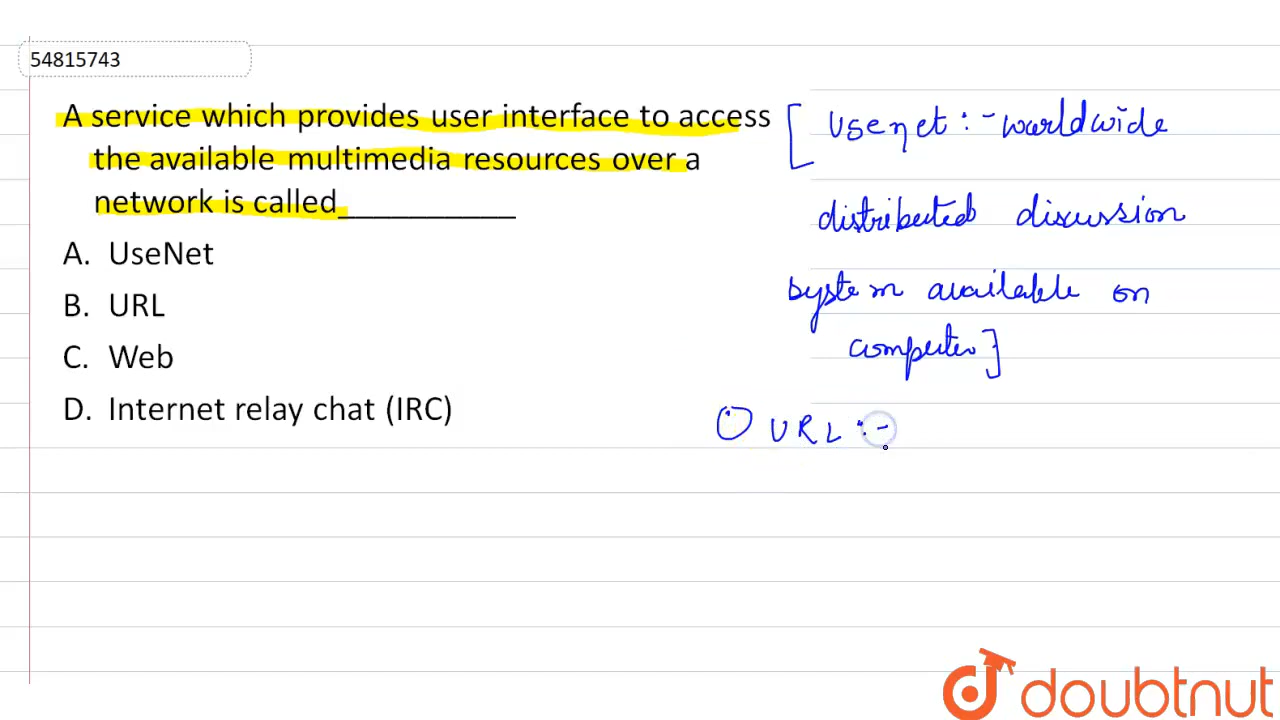 54815743
A service which provides user interface to access
the available multimedia resources over a
network is called__________
A. UseNet
B. URL
C. Web
D. Internet relay chat (IRC)
[ Usenet :- worldwide
distributed discussion
system available on
computer]
URL :-
doubtnut